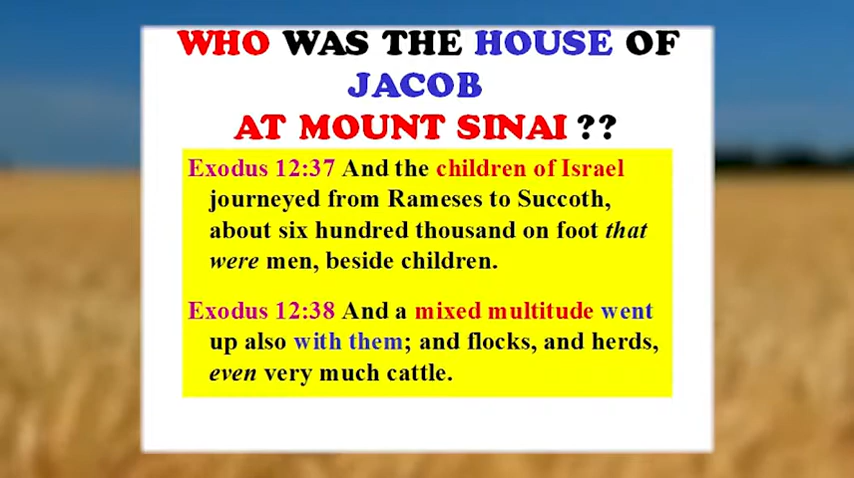 WHO WAS THE HOUSE OF
JACOB
AT MOUNT SINAI ??
Exodus 12:37 And the children of Israel
journeyed from Rameses to Succoth,
about six hundred thousand on foot that
were men, beside children.
Exodus 12:38 And a mixed multitude went
up also with them; and flocks, and herds,
even very much cattle.